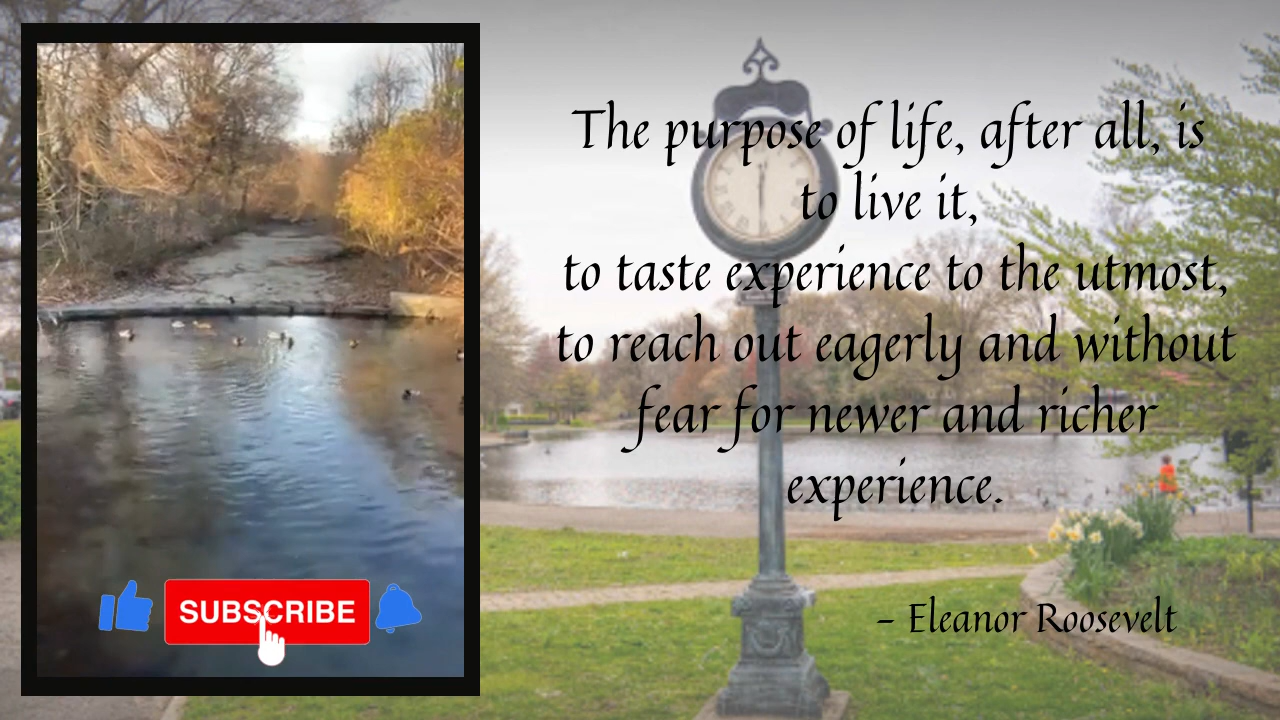 The purpose of life, after all, is
to live it,
to taste experience to the utmost,
to reach out eagerly and without
fear for newer and richer
experience.
– Eleanor Roosevelt
SUBSCRIBE